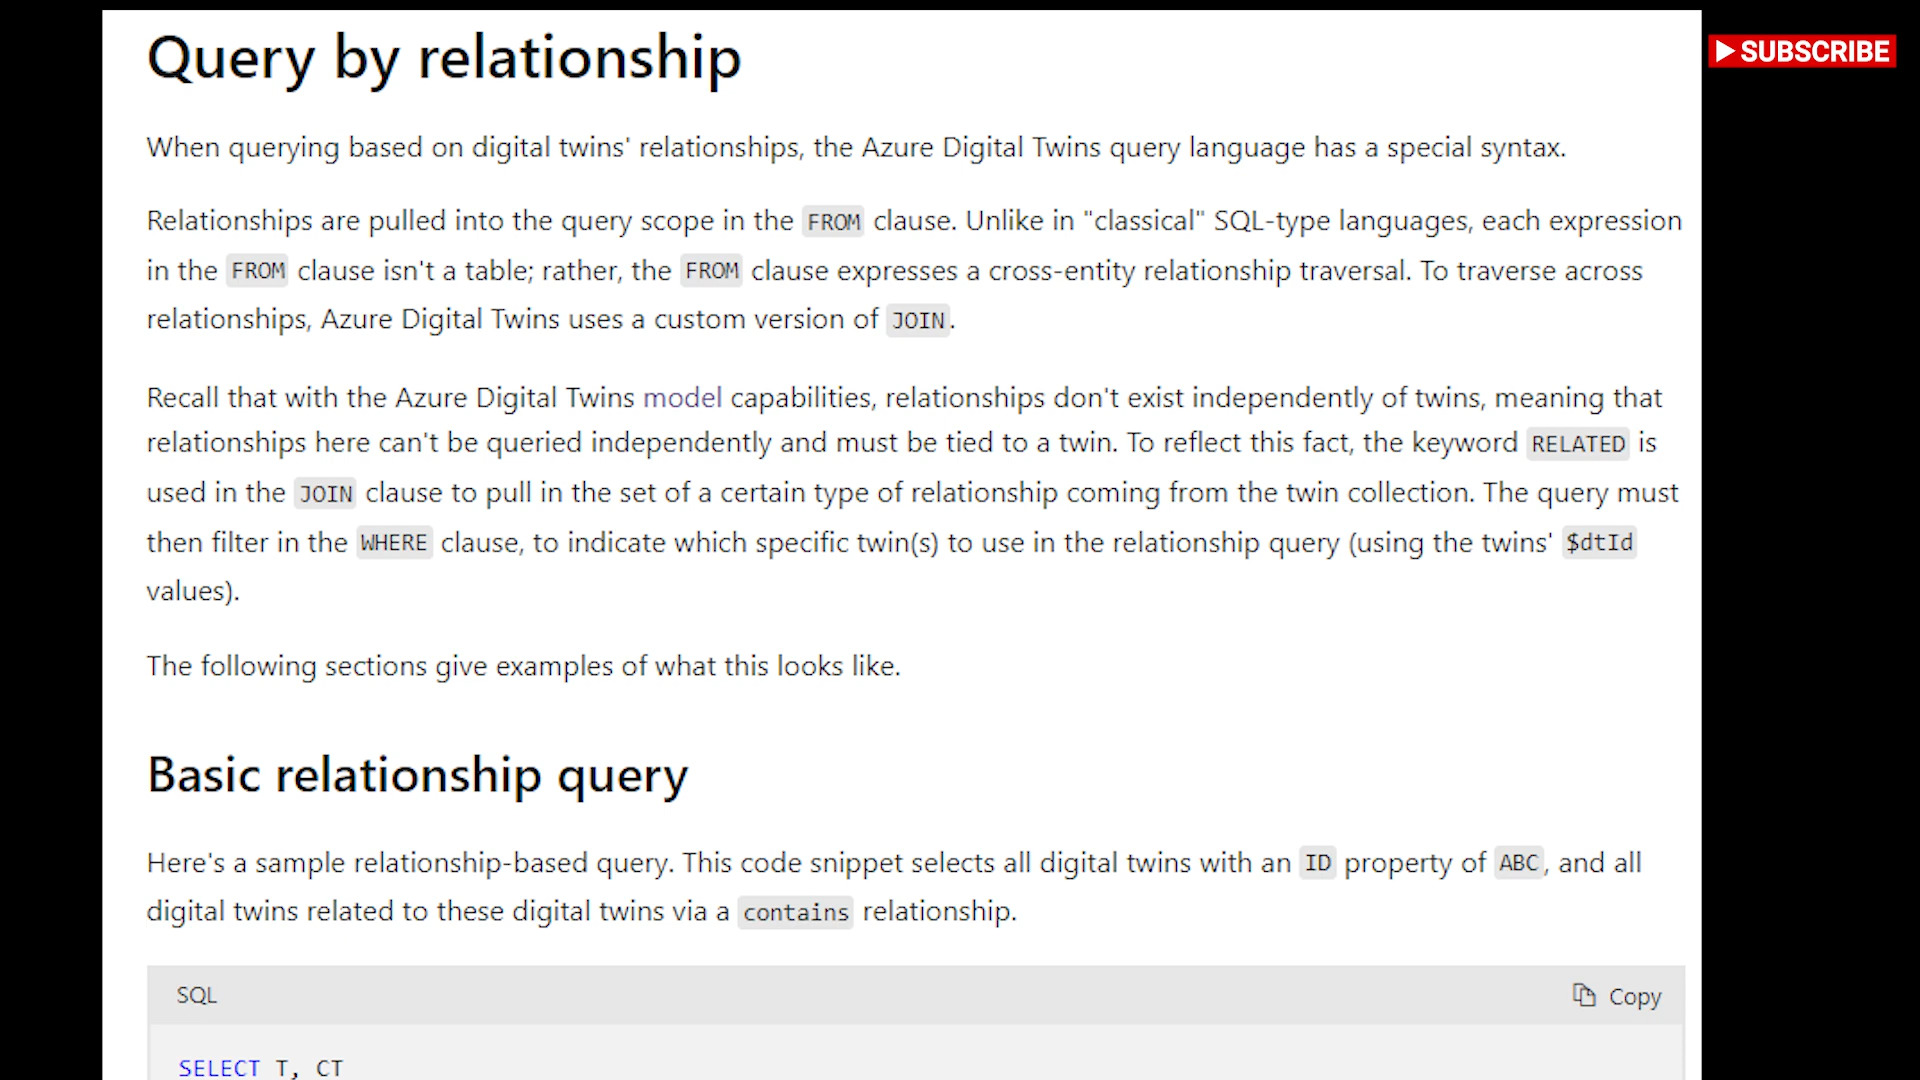 Query by relationship
SUBSCRIBE
When querying based on digital twins' relationships, the Azure Digital Twins query language has a special syntax.
Relationships are pulled into the query scope in the FROM clause. Unlike in "classical" SQL-type languages, each expression
in the FROM clause isn't a table; rather, the FROM clause expresses a cross-entity relationship traversal. To traverse across
relationships, Azure Digital Twins uses a custom version of JOIN.
Recall that with the Azure Digital Twins model capabilities, relationships don't exist independently of twins, meaning that
relationships here can't be queried independently and must be tied to a twin. To reflect this fact, the keyword RELATED is
used in the JOIN clause to pull in the set of a certain type of relationship coming from the twin collection. The query must
then filter in the WHERE clause, to indicate which specific twin(s) to use in the relationship query (using the twins' $dtId
values).
The following sections give examples of what this looks like.
Basic relationship query
Here's a sample relationship-based query. This code snippet selects all digital twins with an ID property of ABC, and all
digital twins related to these digital twins via a contains relationship.
SQL
Copy
SELECT T, CT